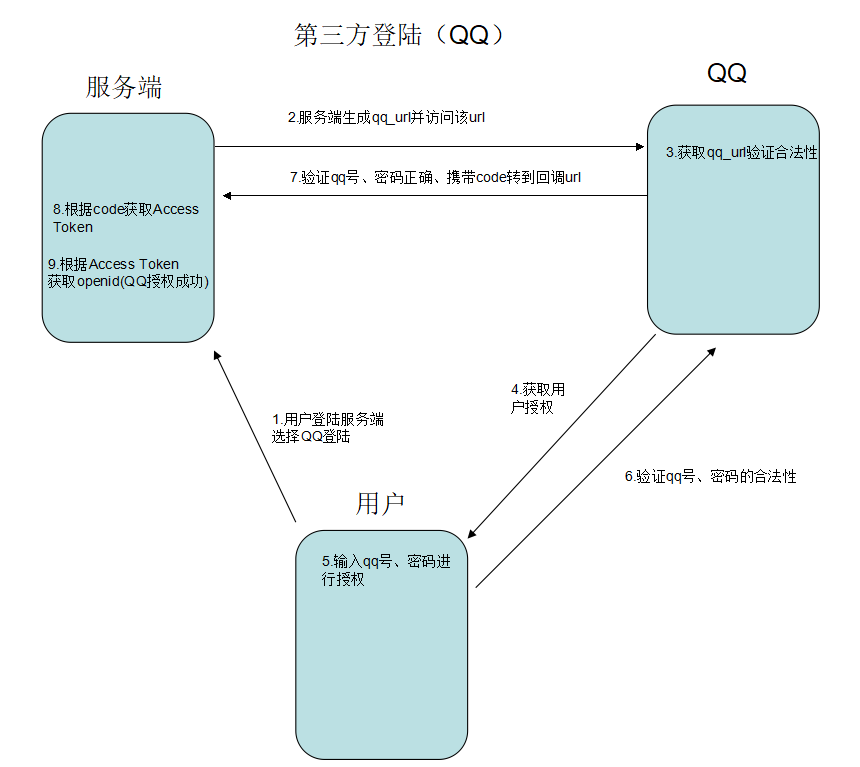 第三方登陆（QQ）
服务端
QQ
2.服务端生成qq_url并访问该url
3.获取qq_url验证合法性
7.验证qq号、密码正确、携带code转到回调url
8.根据code获取Access
Token
9.根据Access Token
获取openid(QQ授权成功)
4.获取用
户授权
1.用户登陆服务端
选择QQ登陆
6.验证qq号、密码的合法性
用户
5.输入qq号、密码进
行授权